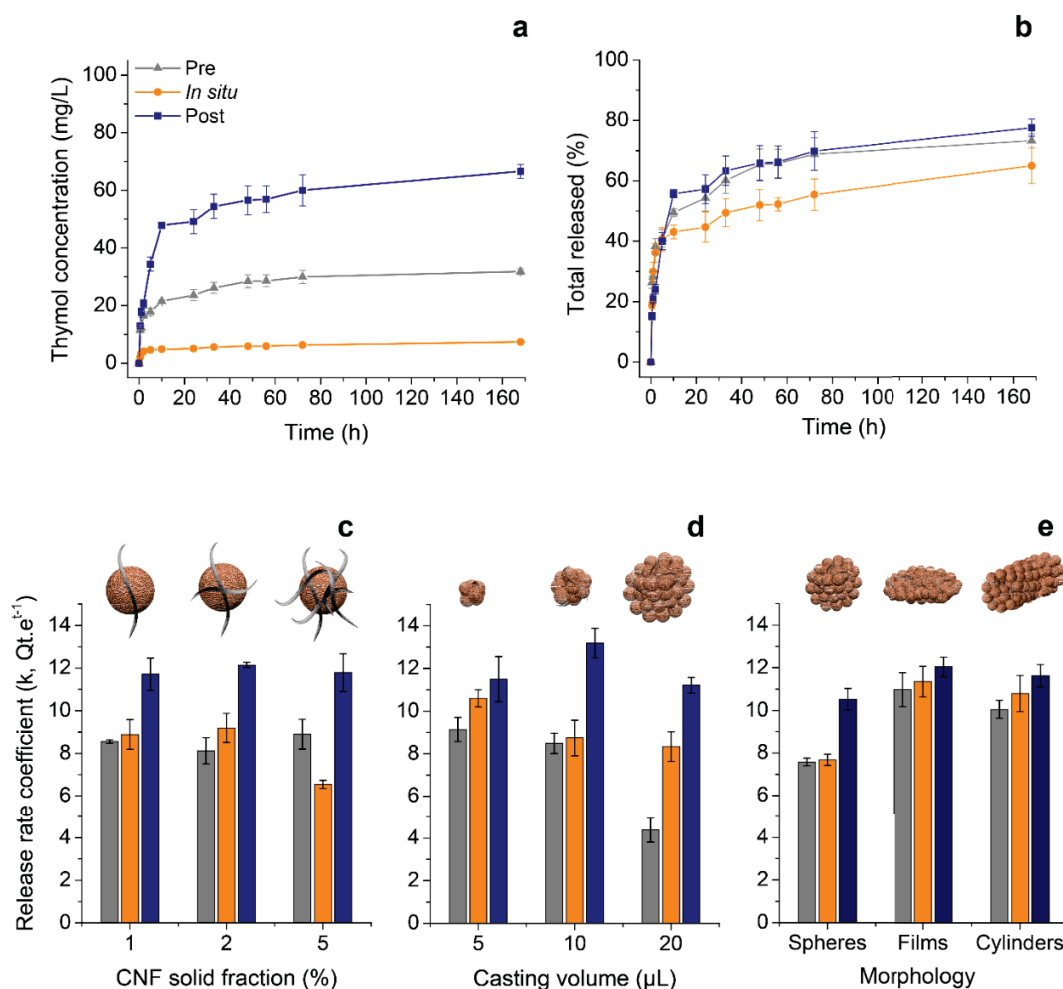 a
Thymol concentration (mg/L)
100
80
60
40
20
0
Pre
In situ
Post
0 20 40 60 80 100 120 140 160
Time (h)
b
Total released (%)
100
80
60
40
20
0
0 20 40 60 80 100 120 140 160
Time (h)
c
Release rate coefficient (k, Qt.e^t-1)
14
12
10
8
6
4
2
0
1 2 5
CNF solid fraction (%)
d
14
12
10
8
6
4
2
0
5 10 20
Casting volume (µL)
e
14
12
10
8
6
4
2
0
Spheres Films Cylinders
Morphology